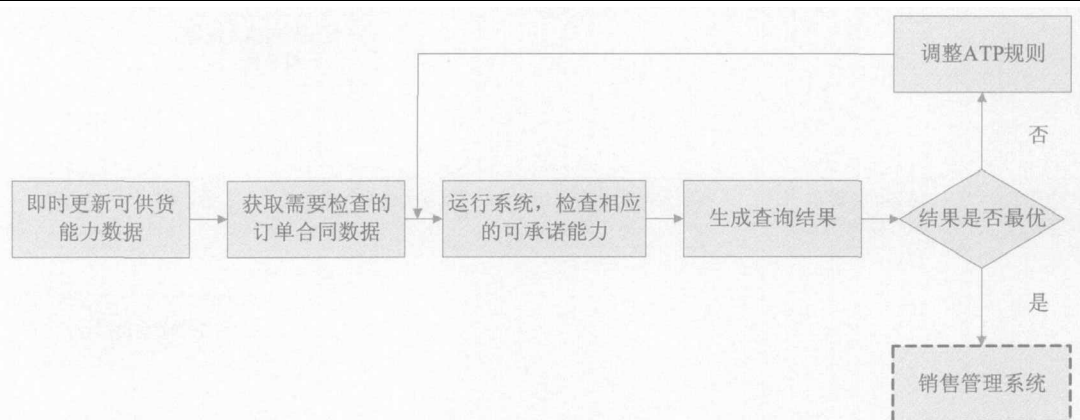 调整ATP规则
否
即时更新可供货
能力数据
获取需要检查的
订单合同数据
运行系统，检查相应
的可承诺能力
生成查询结果
结果是否最优
是
销售管理系统